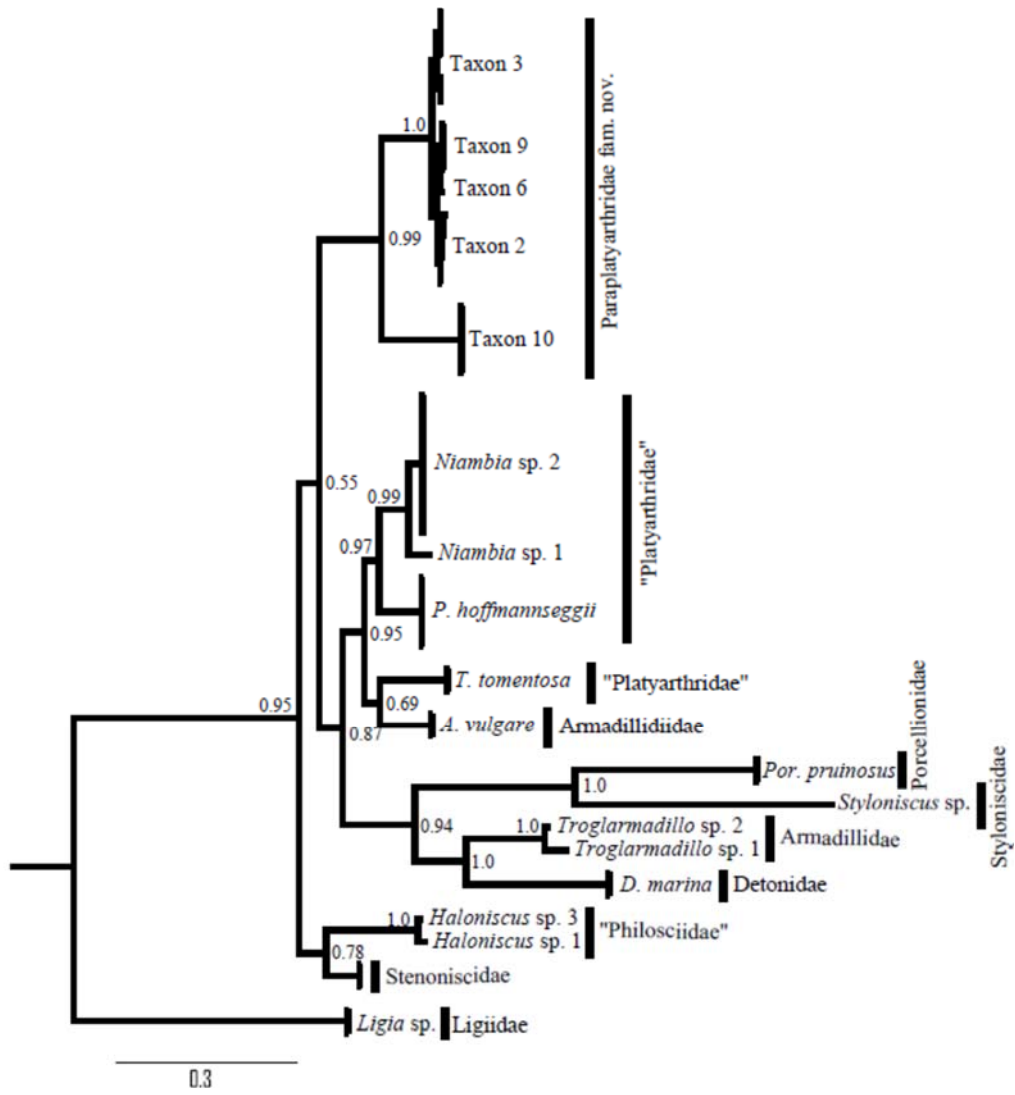 Taxon 3
1.0
Taxon 9
Taxon 6
Taxon 2
0.99
Taxon 10
Paraplatyarthridae fam. nov.
0.55
Niambia sp. 2
0.99
Niambia sp. 1
0.97
P. hoffmannseggii
"Platyarthridae"
0.95
T. tomentosa
"Platyarthridae"
0.69
A. vulgare
Armadillidiidae
0.95
0.87
Por. pruinosus
Porcellionidae
1.0
Styloniscus sp.
Styloniscidae
0.94
1.0
Troglarmadillo sp. 2
Troglarmadillo sp. 1
Armadillidae
1.0
D. marina
Detonidae
1.0
Haloniscus sp. 3
Haloniscus sp. 1
"Philosciidae"
0.78
Stenoniscidae
Ligia sp.
Ligiidae
0.3